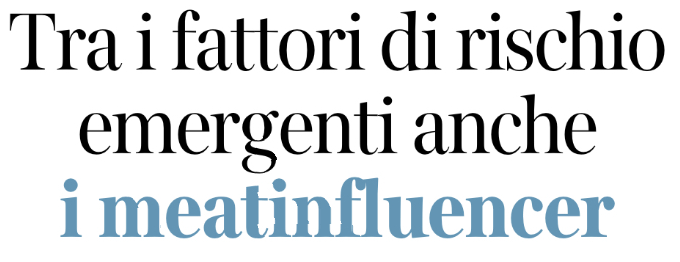 Tra i fattori di rischio
emergenti anche
i meatinfluencer